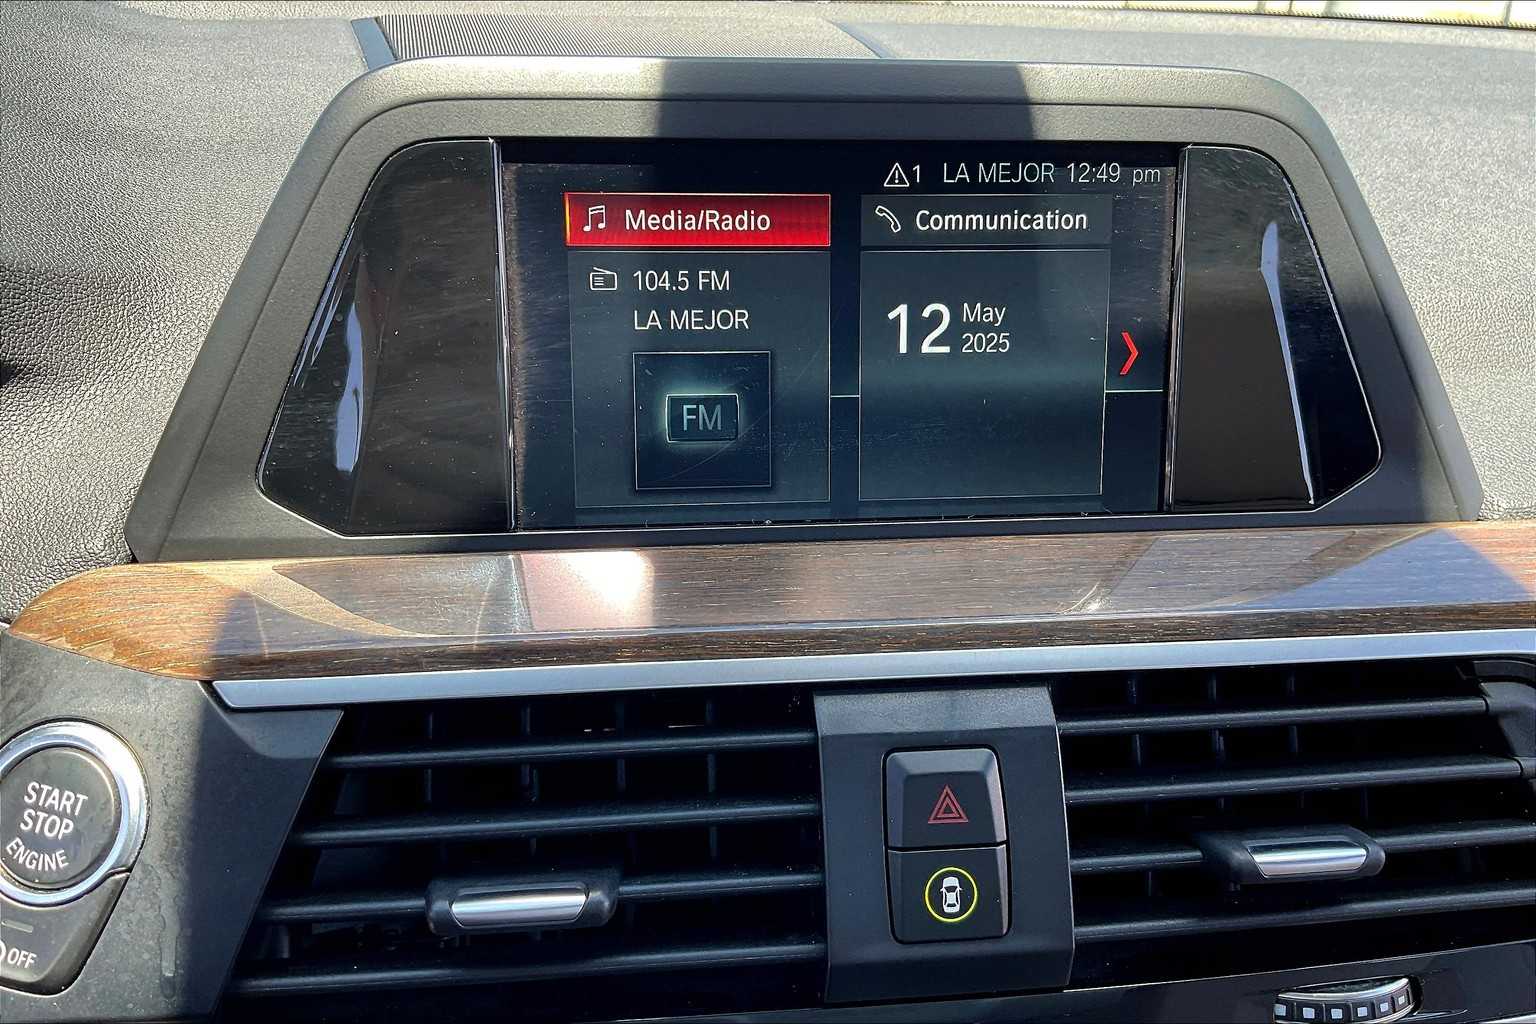 1 LA MEJOR 12:49 pm
Media/Radio
Communication
104.5 FM
LA MEJOR
FM
12 May
2025
START
STOP
ENGINE
OFF